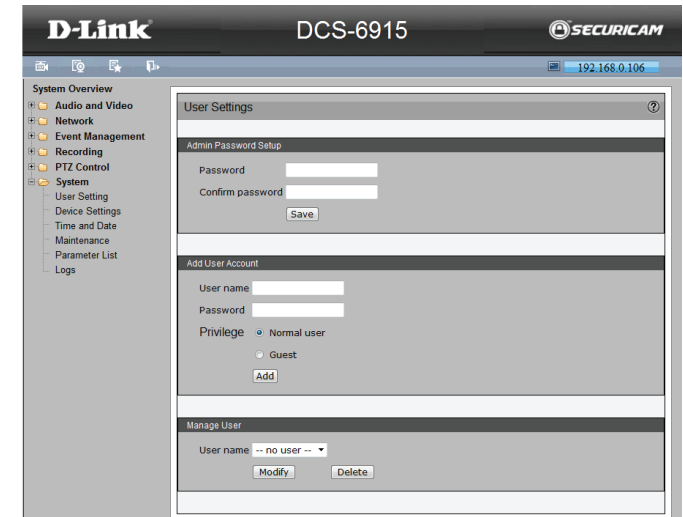 D-Link
DCS-6915
SECURICAM
192.168.0.106
System Overview
Audio and Video
Network
Event Management
Recording
PTZ Control
System
User Setting
Device Settings
Time and Date
Maintenance
Parameter List
Logs
User Settings
?
Admin Password Setup
Password
Confirm password
Save
Add User Account
User name
Password
Privilege Normal user
Guest
Add
Manage User
User name -- no user --
Modify Delete